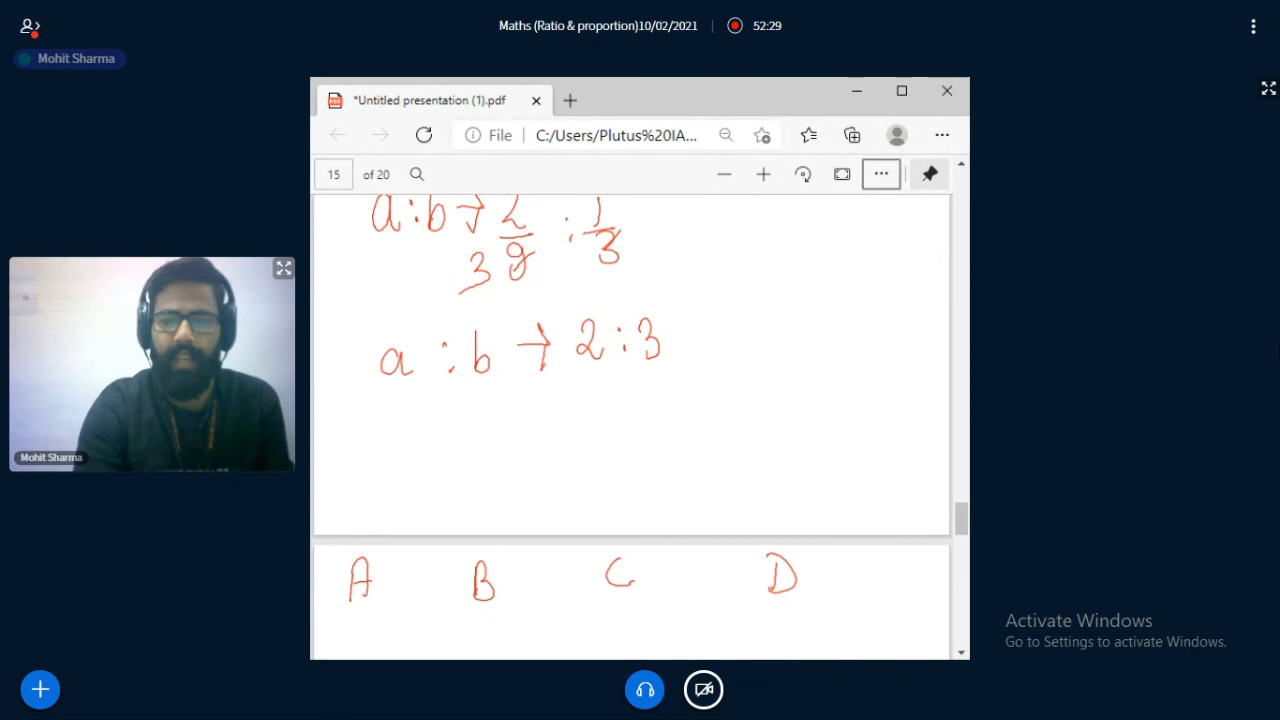 Maths (Ratio & proportion)10/02/2021
52:29
Mohit Sharma
*Untitled presentation (1).pdf
File
C:/Users/Plutus%20IA...
15
of 20
a:b → 2/9 : 1/3
3
a : b → 2:3
Mohit Sharma
A B C D
Activate Windows
Go to Settings to activate Windows.